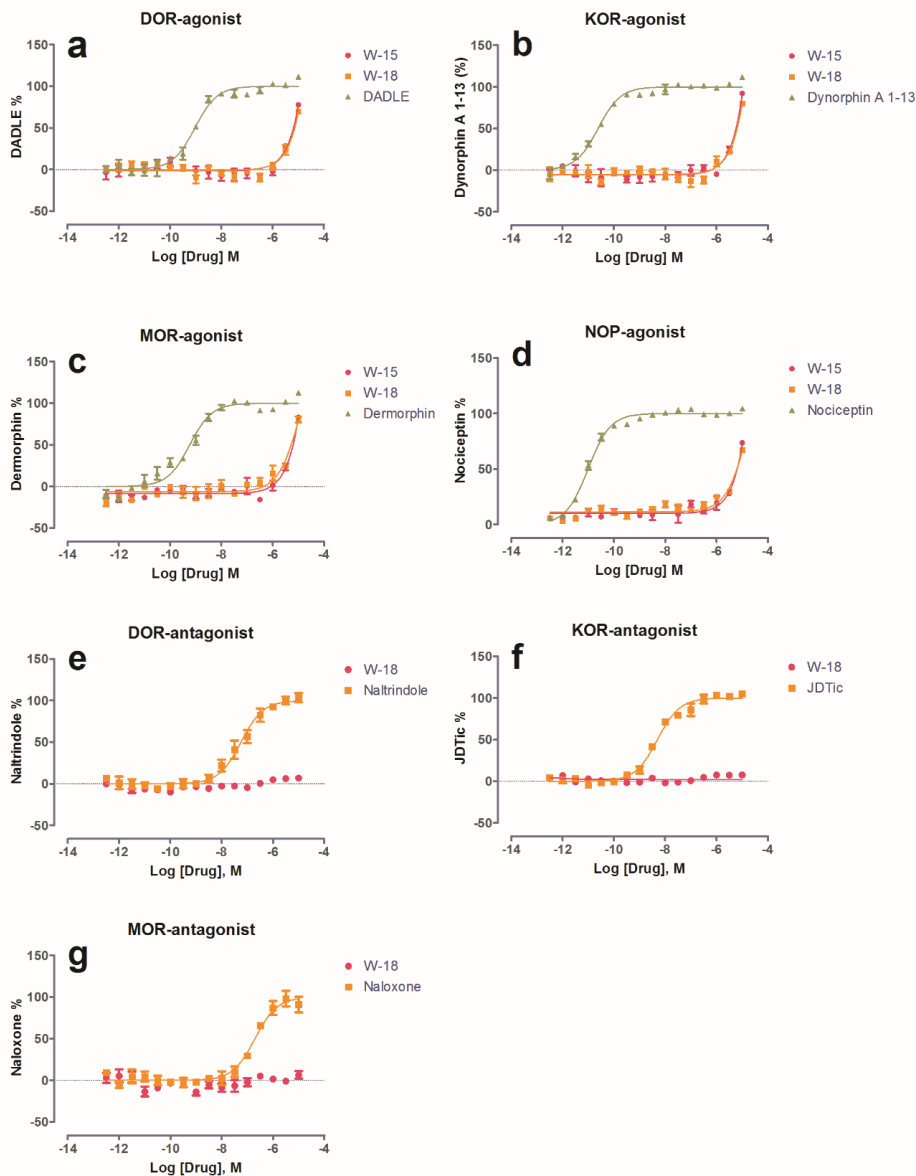 DOR-agonist
a
150
100
50
0
-50
DADLE %
-14
-12
-10
-8
-6
-4
Log [Drug] M
W-15
W-18
DADLE
KOR-agonist
b
150
100
50
0
-50
Dynorphin A 1-13 (%)
-14
-12
-10
-8
-6
-4
Log [Drug] M
W-15
W-18
Dynorphin A 1-13
MOR-agonist
c
150
100
50
0
-50
Dermorphin %
-14
-12
-10
-8
-6
-4
Log [Drug] M
W-15
W-18
Dermorphin
NOP-agonist
d
150
100
50
0
Nociceptin %
-14
-12
-10
-8
-6
-4
Log [Drug] M
W-15
W-18
Nociceptin
DOR-antagonist
e
150
100
50
0
-50
Naltrindole %
-14
-12
-10
-8
-6
-4
Log [Drug], M
W-18
Naltrindole
KOR-antagonist
f
150
100
50
0
-50
JDTic %
-14
-12
-10
-8
-6
-4
Log [Drug], M
W-18
JDTic
MOR-antagonist
g
150
100
50
0
-50
Naloxone %
-14
-12
-10
-8
-6
-4
Log [Drug], M
W-18
Naloxone